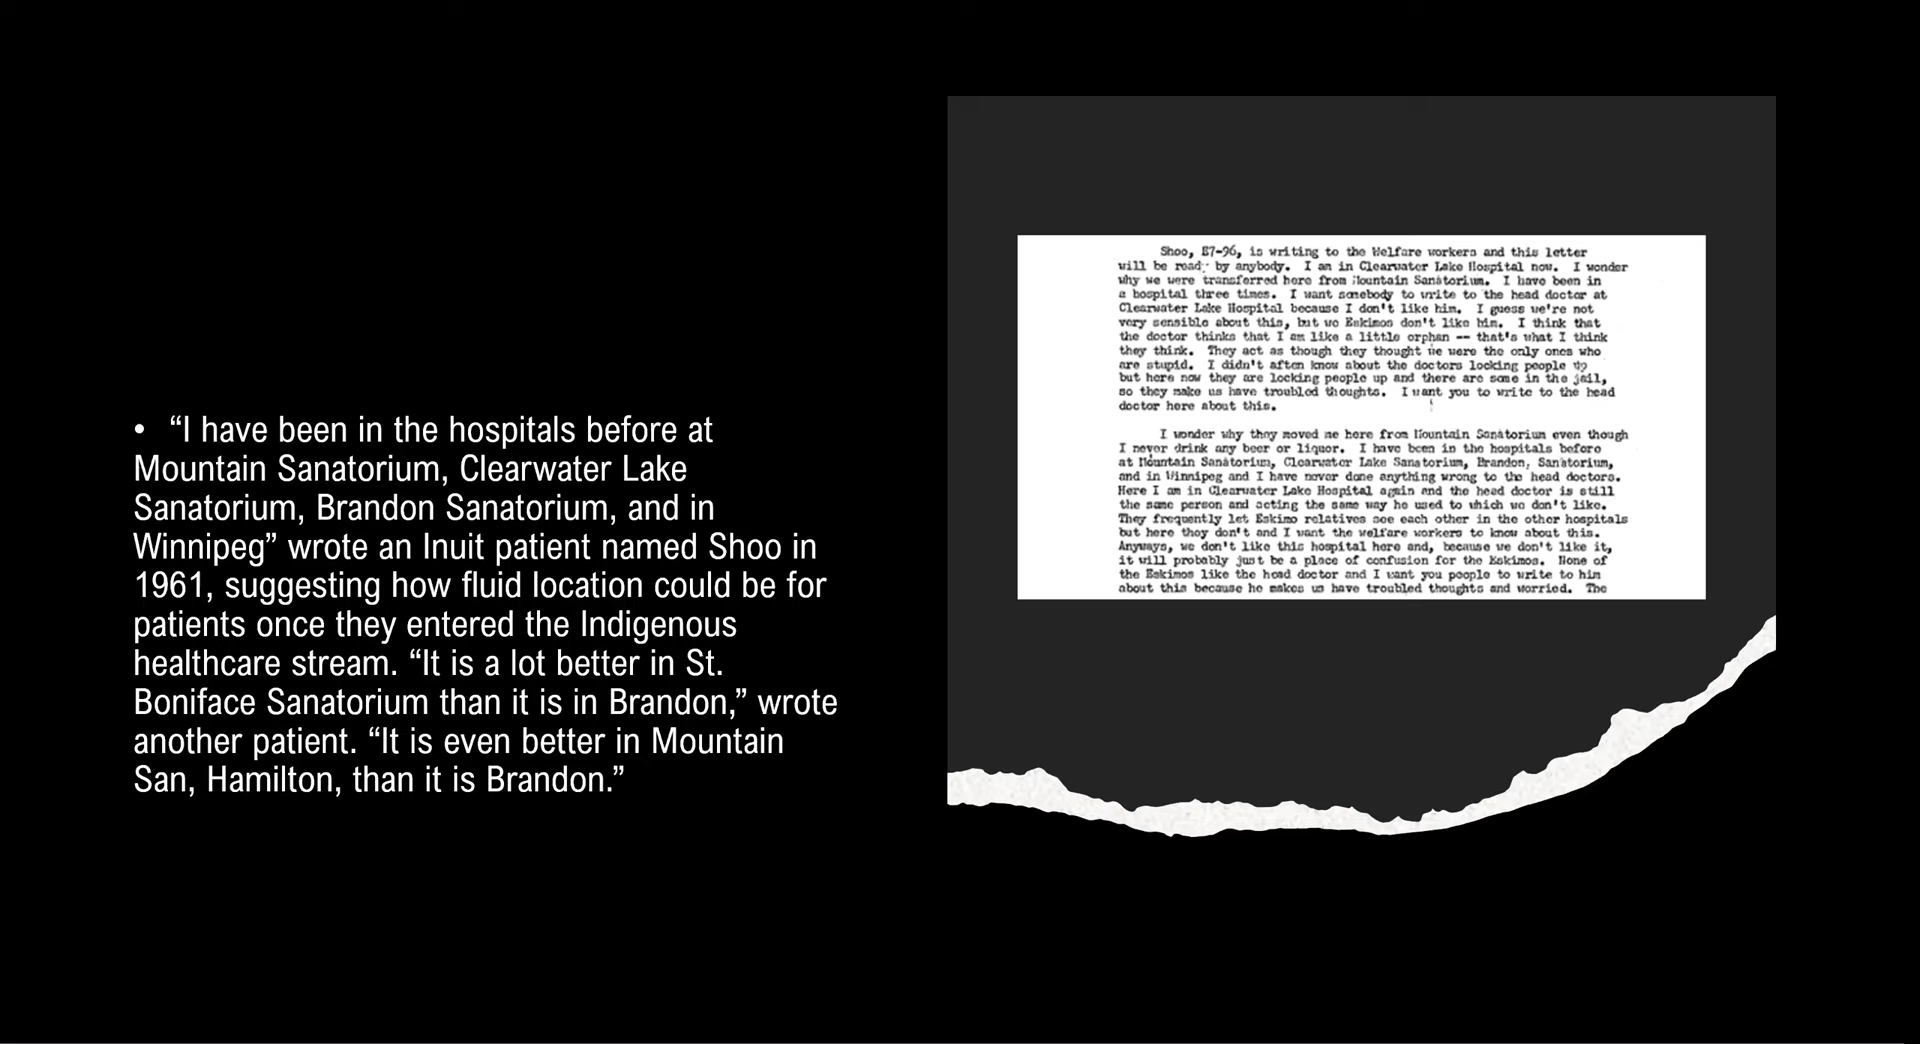 • “I have been in the hospitals before at
Mountain Sanatorium, Clearwater Lake
Sanatorium, Brandon Sanatorium, and in
Winnipeg” wrote an Inuit patient named Shoo in
1961, suggesting how fluid location could be for
patients once they entered the Indigenous
healthcare stream. “It is a lot better in St.
Boniface Sanatorium than it is in Brandon,” wrote
another patient. “It is even better in Mountain
San, Hamilton, than it is Brandon.”
Shoo, E7-96, is writing to the Welfare workers and this letter
will be read by anybody. I am in Clearwater Lake Hospital now. I wonder
why we were transferred here from Mountain Sanatorium. I have been in
a hospital three times. I want somebody to write to the head doctor at
Clearwater Lake Hospital because I don't like him. I guess we're not
very sensible about this, but we Eskimos don't like him. I think that
the doctor thinks that I am like a little orphan -- that's what I think
they think. They act as though they thought we were the only ones who
are stupid. I didn't often know about the doctors locking people up
but here now they are locking people up and there are some in the jail,
so they make us have troubled thoughts. I want you to write to the head
doctor here about this.
I wonder why they moved me here from Mountain Sanatorium even though
I never drink any beer or liquor. I have been in the hospitals before
at Mountain Sanatorium, Clearwater Lake Sanatorium, Brandon, Sanatorium,
and in Winnipeg and I have never done anything wrong to the head doctors.
Here I am in Clearwater Lake Hospital again and the head doctor is still
the same person and acting the same way he used to which we don't like.
They frequently let Eskimo relatives see each other in the other hospitals
but here they don't and I want the welfare workers to know about this.
Anyways, we don't like this hospital here and, because we don't like it,
it will probably just be a place of confusion for the Eskimos. None of
the Eskimos like the head doctor and I want you people to write to him
about this because he makes us have troubled thoughts and worried. The